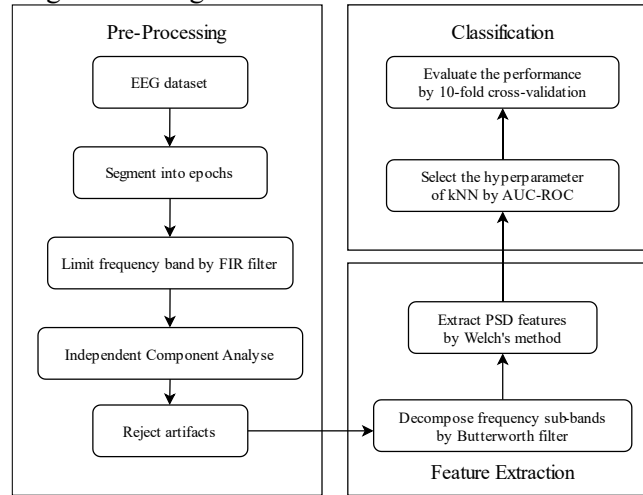 Pre-Processing
EEG dataset
Segment into epochs
Limit frequency band by FIR filter
Independent Component Analyse
Reject artifacts
Classification
Evaluate the performance
by 10-fold cross-validation
Select the hyperparameter
of kNN by AUC-ROC
Extract PSD features
by Welch's method
Decompose frequency sub-bands
by Butterworth filter
Feature Extraction